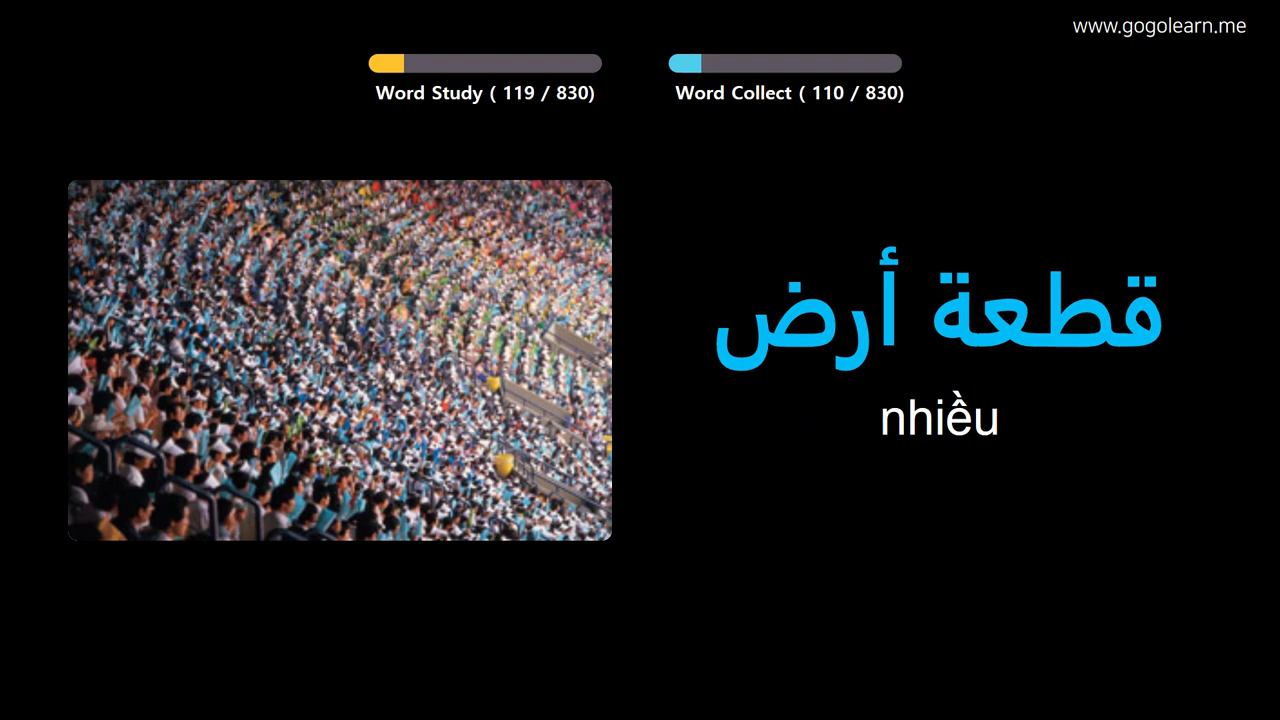 www.gogolearn.me
Word Study ( 119 / 830)
Word Collect ( 110 / 830)
قطعة أرض
nhiều